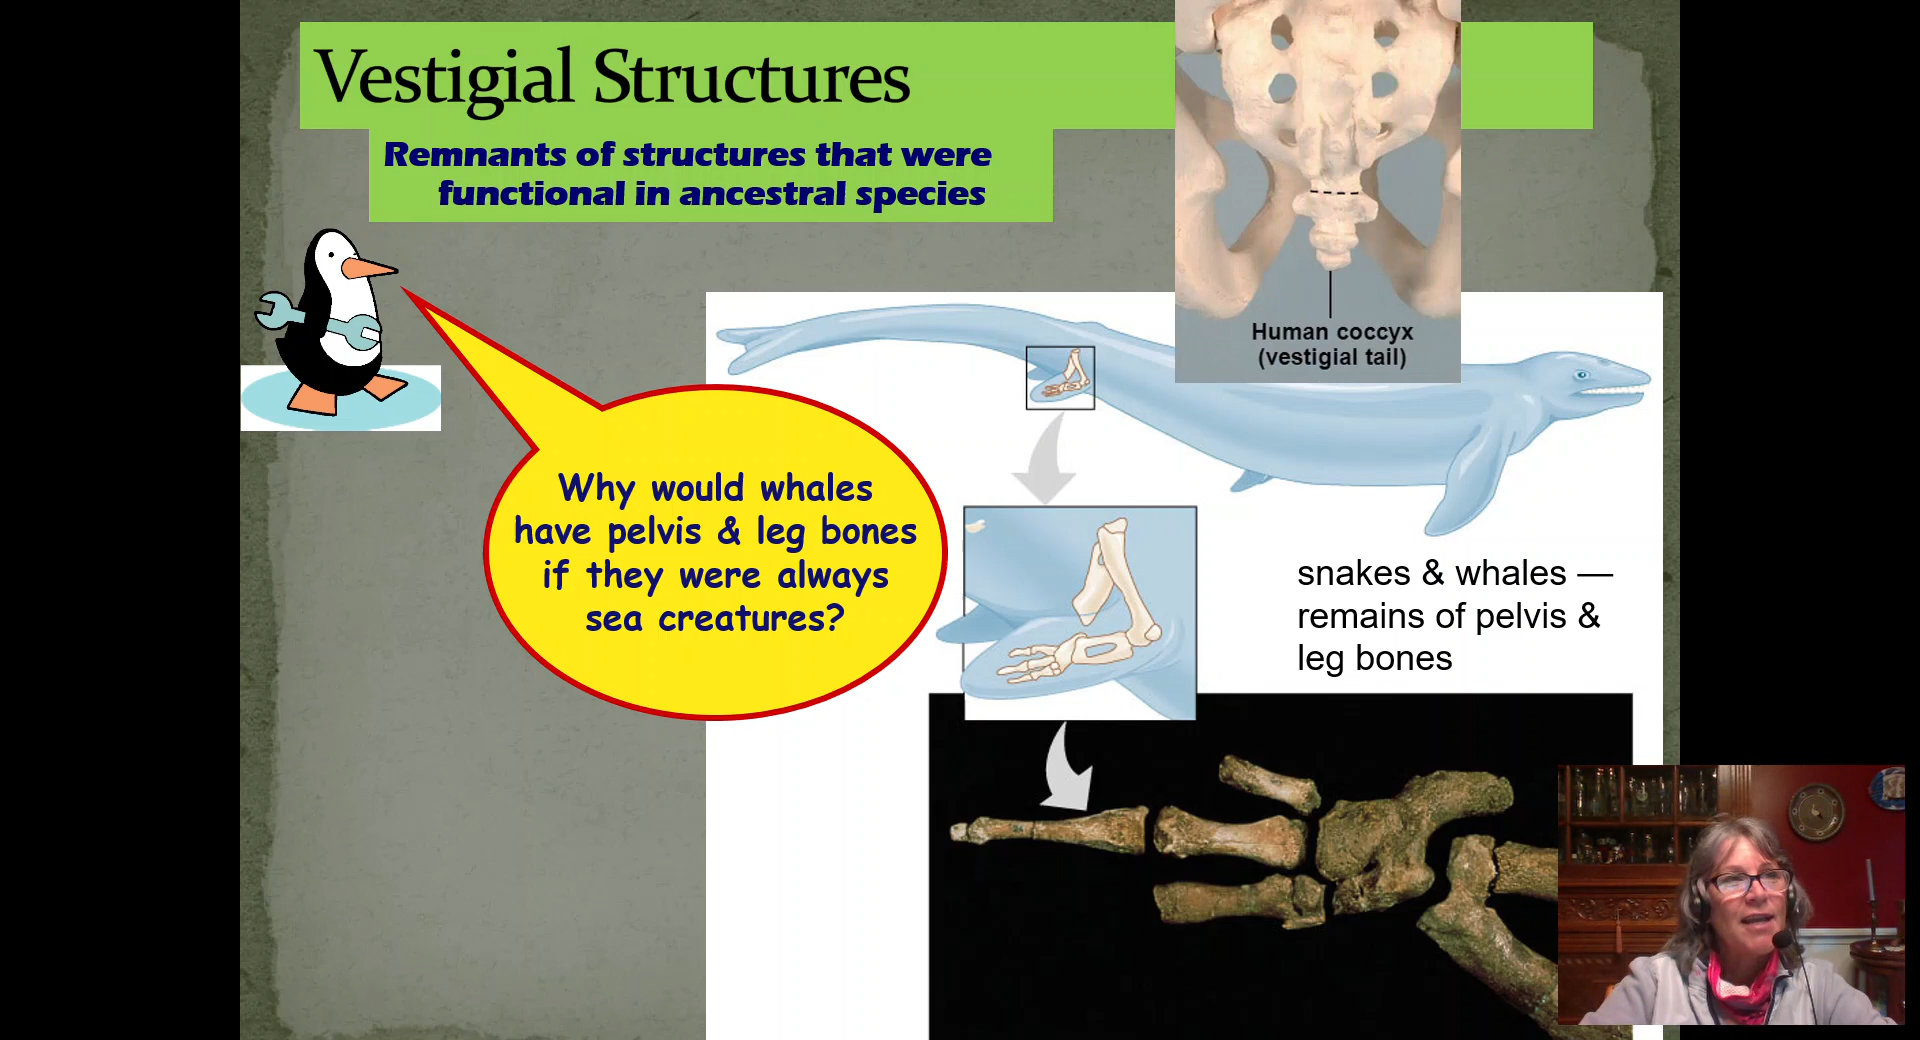 Vestigial Structures
Remnants of structures that were
functional in ancestral species
Human coccyx
(vestigial tail)
Why would whales
have pelvis & leg bones
if they were always
sea creatures?
snakes & whales —
remains of pelvis &
leg bones